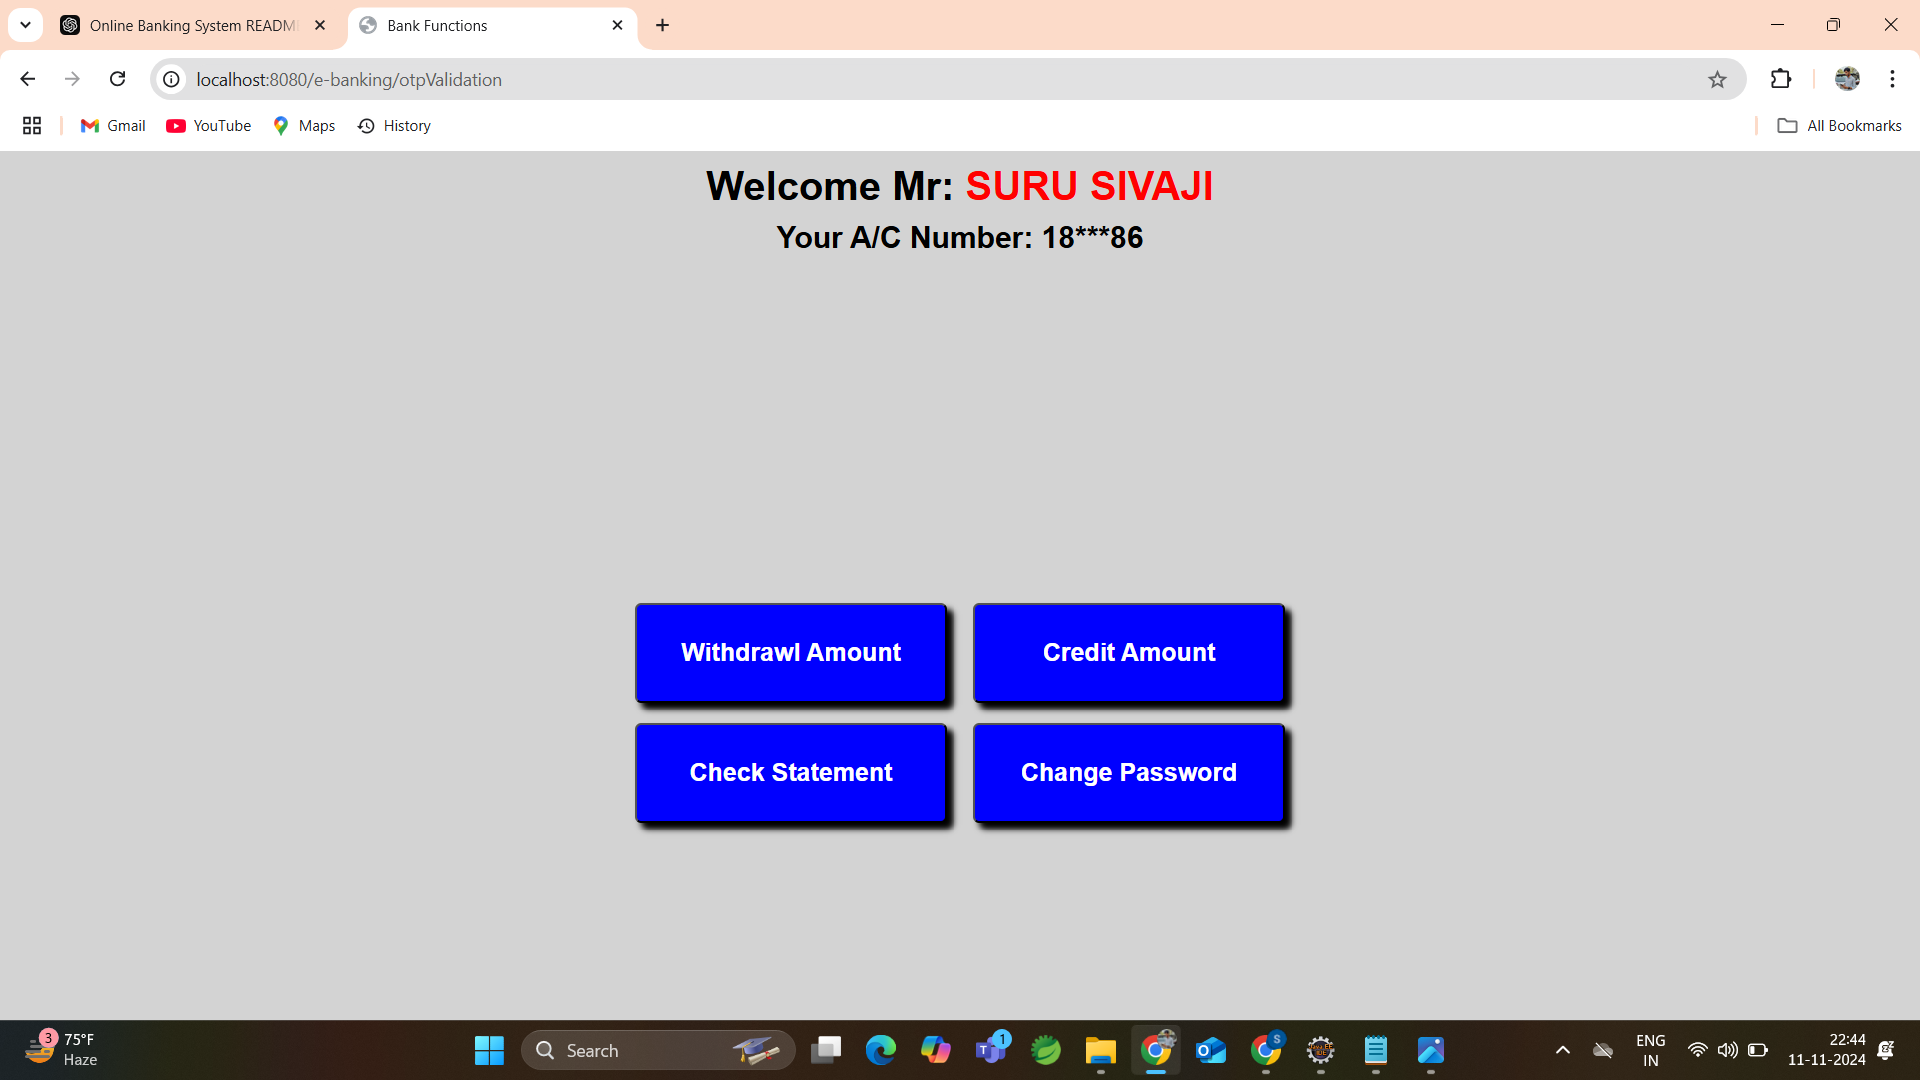 Online Banking System READM
Bank Functions
localhost:8080/e-banking/otpValidation
Gmail
YouTube
Maps
History
All Bookmarks
Welcome Mr: SURU SIVAJI
Your A/C Number: 18***86
Withdrawl Amount
Credit Amount
Check Statement
Change Password
3
75°F
Haze
Search
1
S
ENG
IN
22:44
11-11-2024